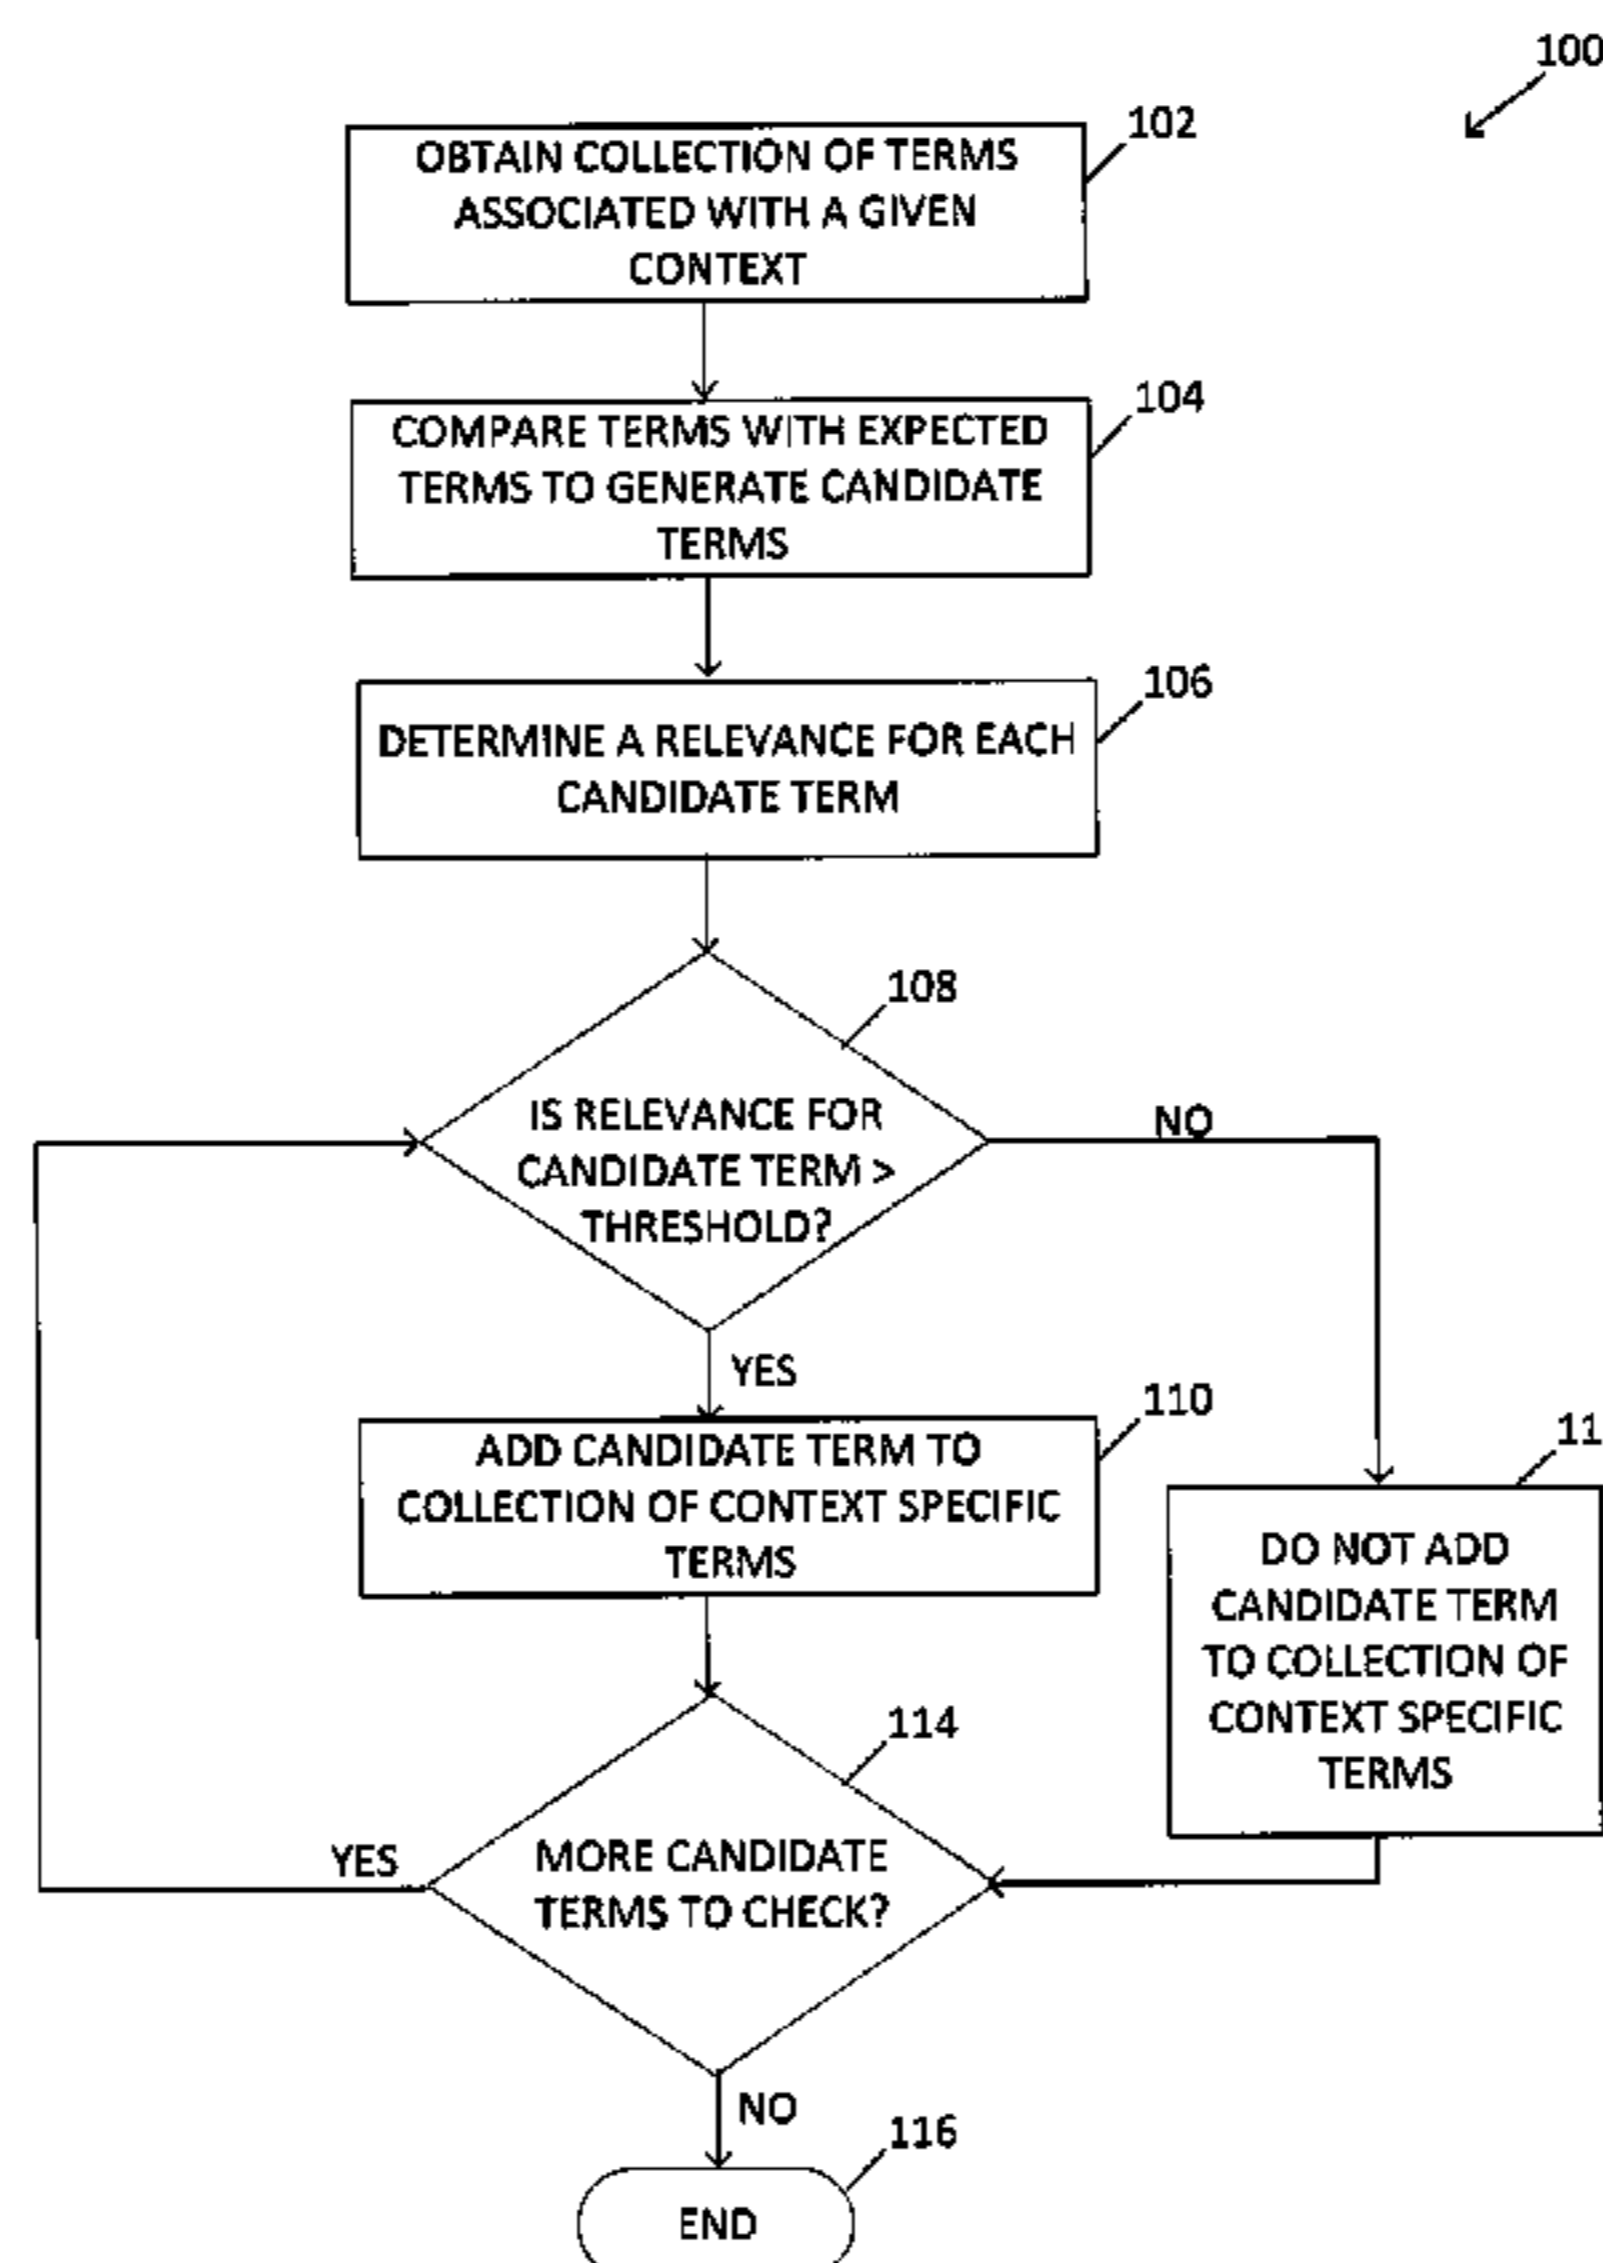 100
102
OBTAIN COLLECTION OF TERMS
ASSOCIATED WITH A GIVEN
CONTEXT
104
COMPARE TERMS WITH EXPECTED
TERMS TO GENERATE CANDIDATE
TERMS
106
DETERMINE A RELEVANCE FOR EACH
CANDIDATE TERM
108
IS RELEVANCE FOR
CANDIDATE TERM >
THRESHOLD?
NO
YES
110
ADD CANDIDATE TERM TO
COLLECTION OF CONTEXT SPECIFIC
TERMS
11
DO NOT ADD
CANDIDATE TERM
TO COLLECTION OF
CONTEXT SPECIFIC
TERMS
114
MORE CANDIDATE
TERMS TO CHECK?
YES
NO
116
END